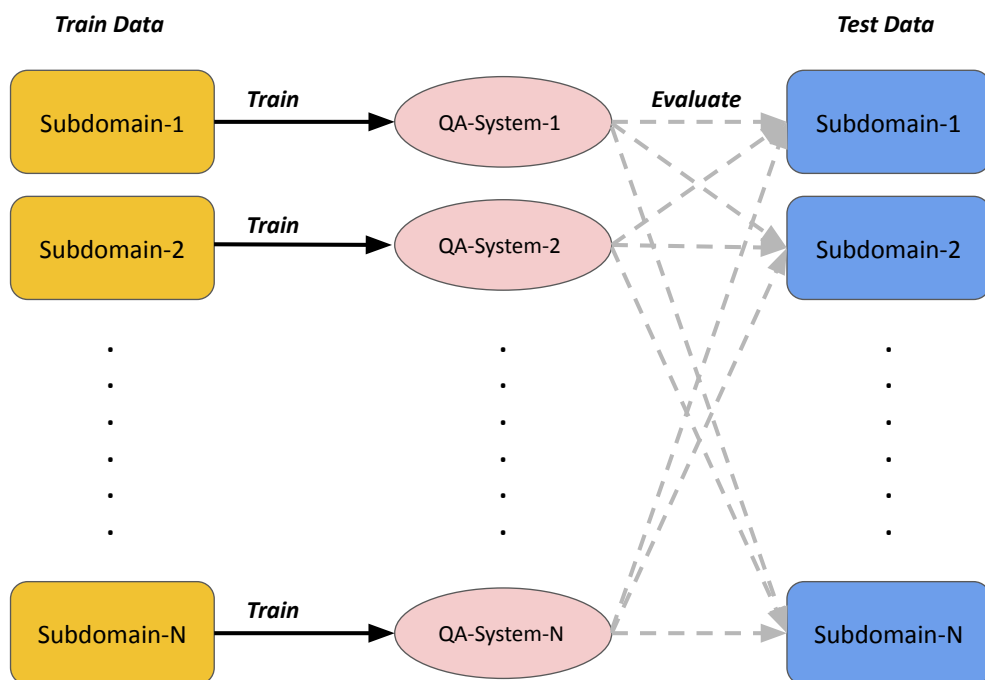 Train Data
Test Data
Subdomain-1
Train
QA-System-1
Evaluate
Subdomain-1
Subdomain-2
Train
QA-System-2
Subdomain-2
Subdomain-N
Train
QA-System-N
Subdomain-N